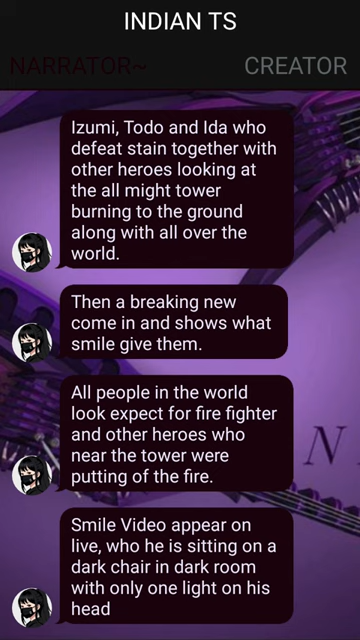 INDIAN TS
NARRATOR~ CREATOR
Izumi, Todo and Ida who
defeat stain together with
other heroes looking at
the all might tower
burning to the ground
along with all over the
world.
Then a breaking new
come in and shows what
smile give them.
All people in the world
look expect for fire fighter
and other heroes who
near the tower were
putting of the fire.
N
Smile Video appear on
live, who he is sitting on a
dark chair in dark room
with only one light on his
head